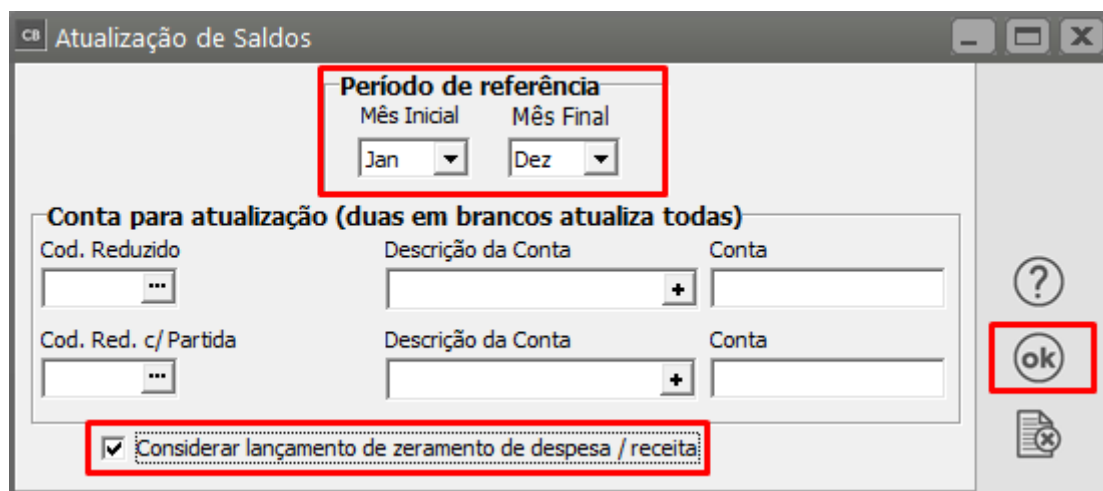 CB Atualização de Saldos
Período de referência
Mês Inicial Mês Final
Jan Dez
Conta para atualização (duas em brancos atualiza todas)
Cod. Reduzido Descrição da Conta Conta
Cod. Red. c/ Partida Descrição da Conta Conta
ok
Considerar lançamento de zeramento de despesa / receita